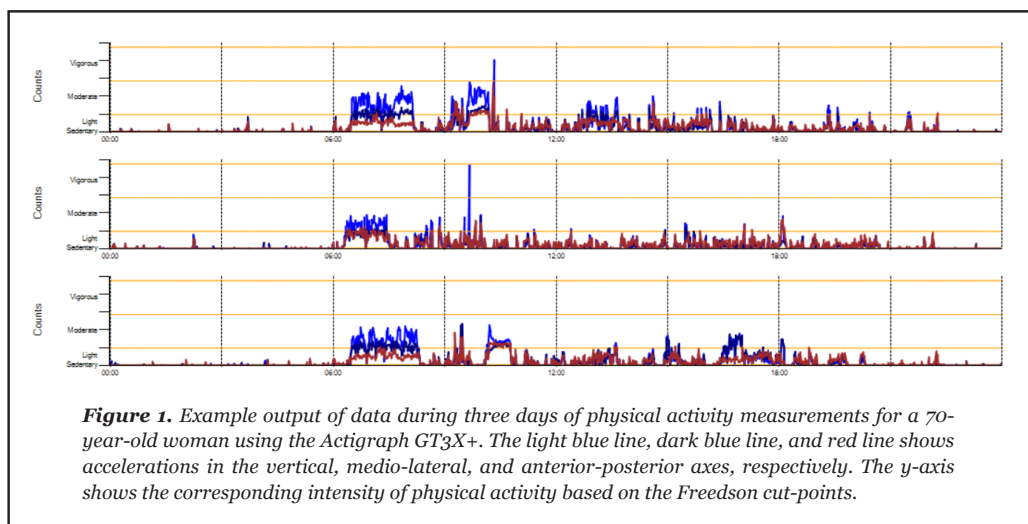 Counts
Vigorous
Moderate
Light
Sedentary
00:00 06:00 12:00 18:00
Counts
Vigorous
Moderate
Light
Sedentary
00:00 06:00 12:00 18:00
Counts
Vigorous
Moderate
Light
Sedentary
00:00 06:00 12:00 18:00
Figure 1. Example output of data during three days of physical activity measurements for a 70-
year-old woman using the Actigraph GT3X+. The light blue line, dark blue line, and red line shows
accelerations in the vertical, medio-lateral, and anterior-posterior axes, respectively. The y-axis
shows the corresponding intensity of physical activity based on the Freedson cut-points.